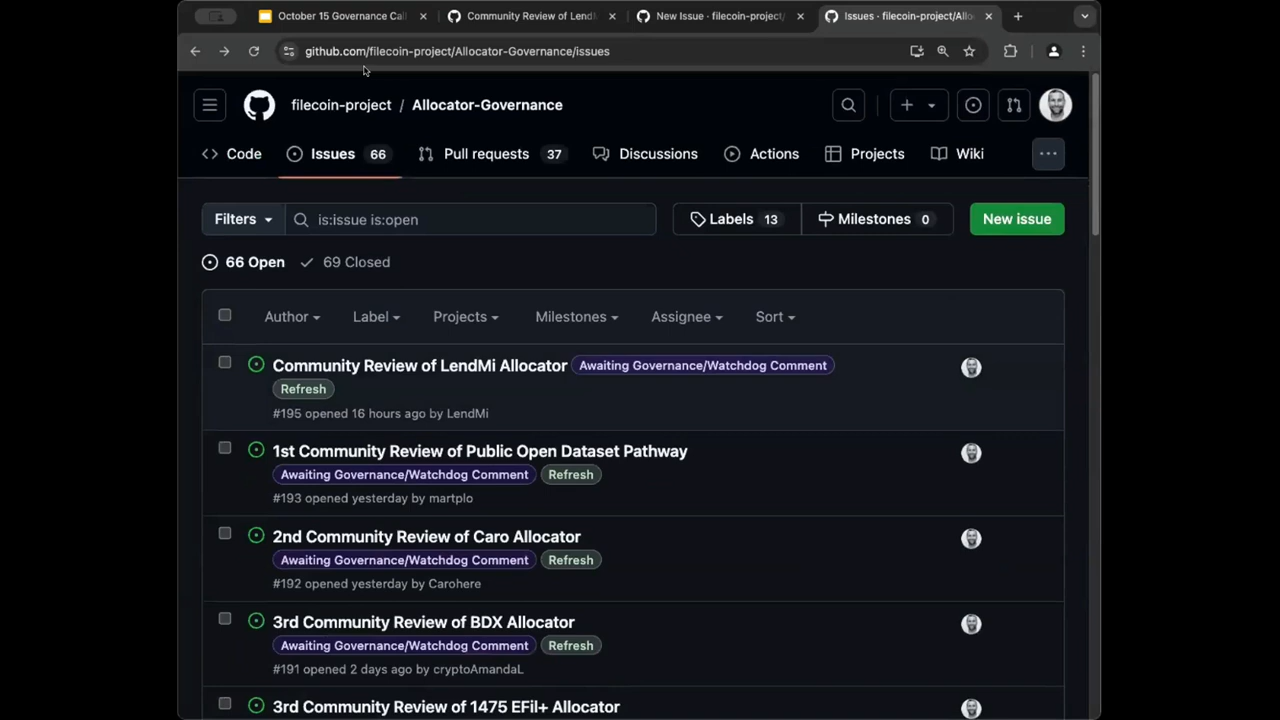 October 15 Governance Cal
Community Review of Lend
New Issue · filecoin-project/
Issues · filecoin-project/Allo
github.com/filecoin-project/Allocator-Governance/issues
filecoin-project / Allocator-Governance
Code
Issues 66
Pull requests 37
Discussions
Actions
Projects
Wiki
Filters
is:issue is:open
Labels 13
Milestones 0
New issue
66 Open
69 Closed
Author
Label
Projects
Milestones
Assignee
Sort
Community Review of LendMi Allocator Awaiting Governance/Watchdog Comment
Refresh
#195 opened 16 hours ago by LendMi
1st Community Review of Public Open Dataset Pathway
Awaiting Governance/Watchdog Comment Refresh
#193 opened yesterday by martplo
2nd Community Review of Caro Allocator
Awaiting Governance/Watchdog Comment Refresh
#192 opened yesterday by Carohere
3rd Community Review of BDX Allocator
Awaiting Governance/Watchdog Comment Refresh
#191 opened 2 days ago by cryptoAmandaL
3rd Community Review of 1475 EFil+ Allocator